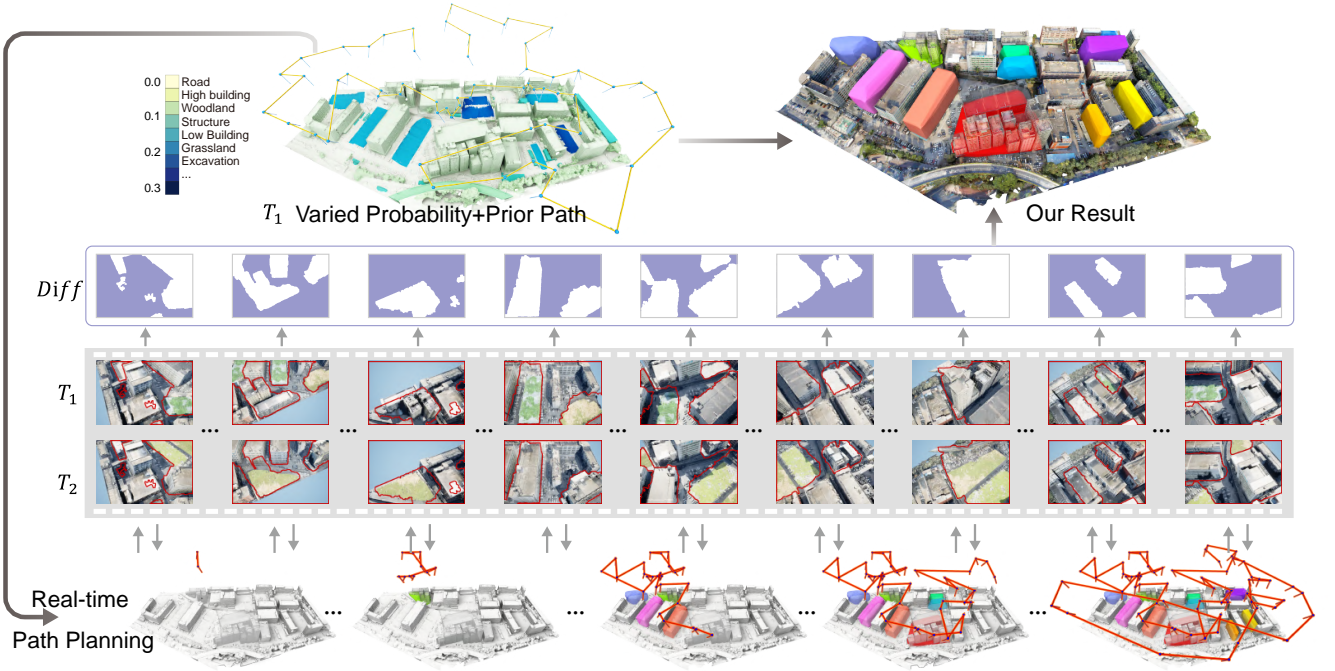 0.0
Road
High building
Woodland
0.1
Structure
Low Building
Grassland
0.2
Excavation
...
0.3
T₁ Varied Probability+Prior Path
Our Result
Diff
T₁
... ... ... ... ... ... ... ...
T₂
Real-time
Path Planning
... ... ... ...